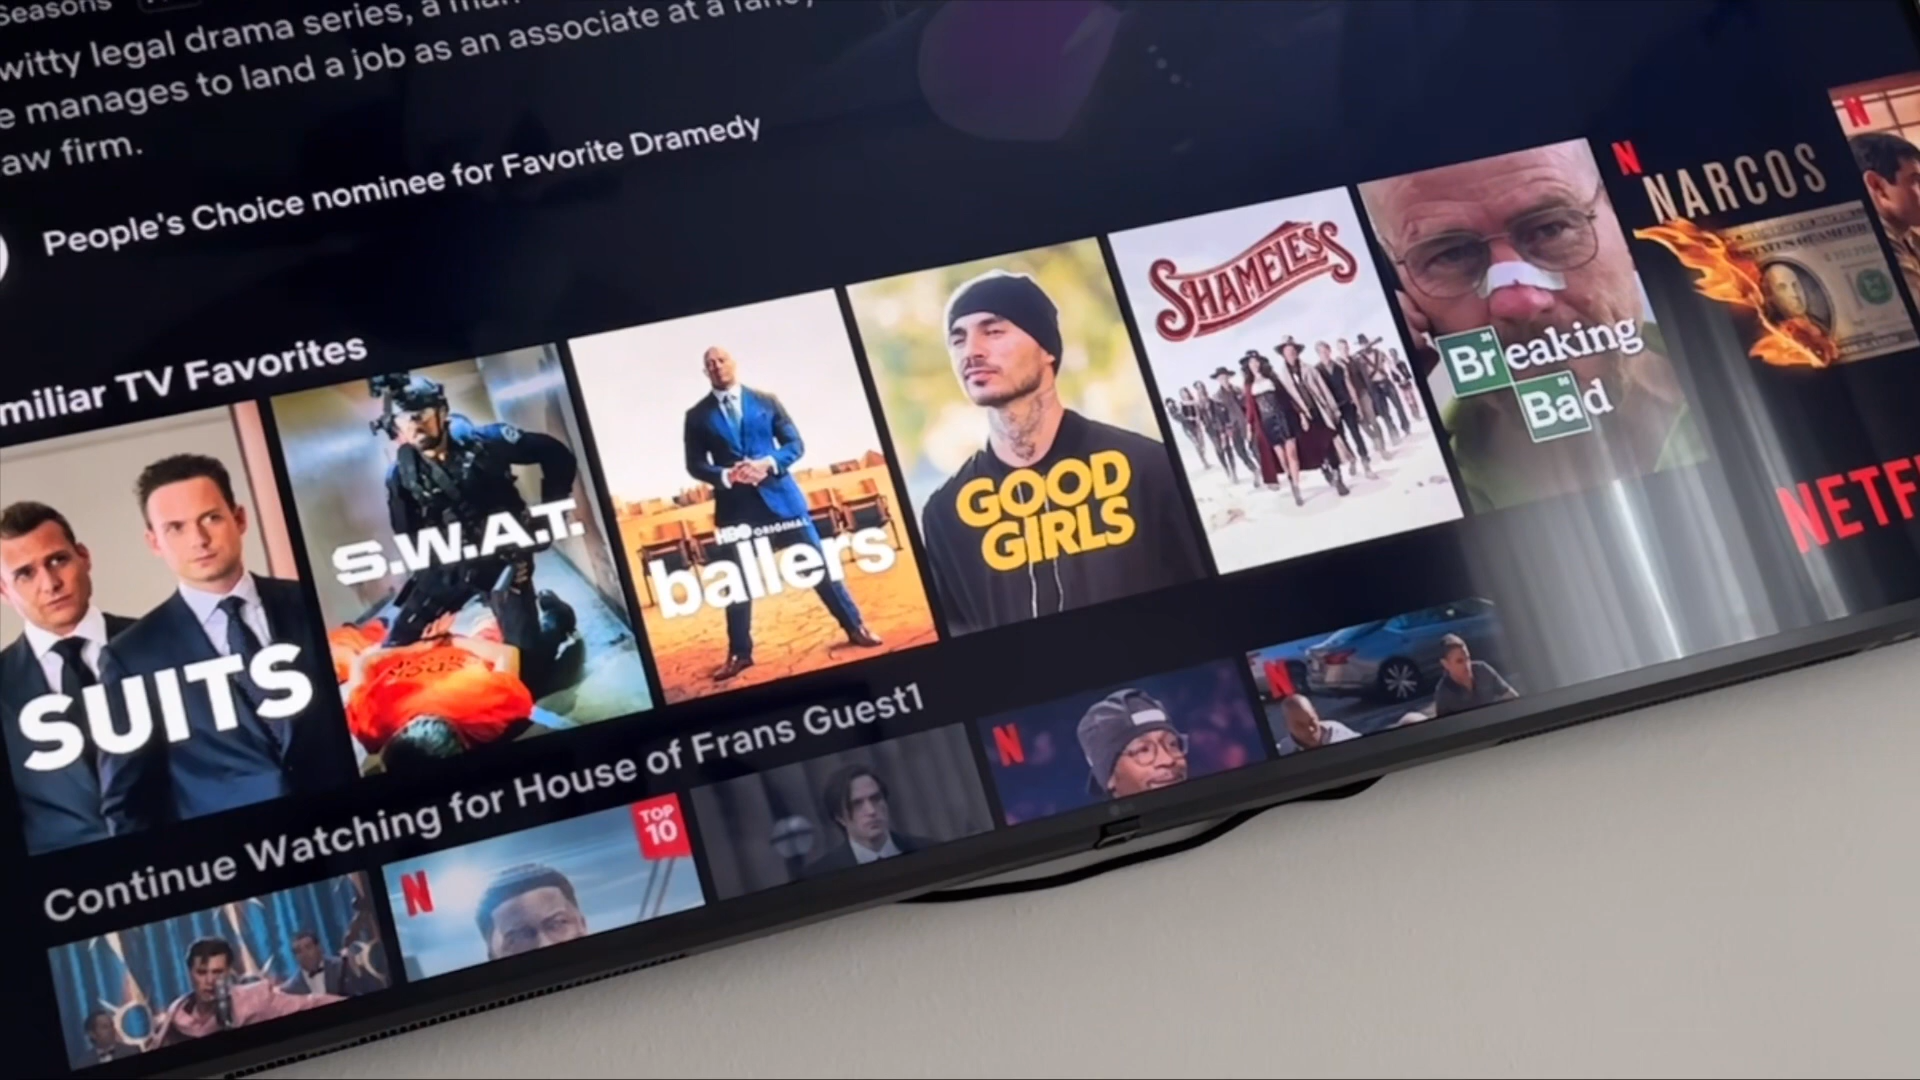 Seasons
witty legal drama series, a
e manages to land a job as an associate at a
aw firm.
People's Choice nominee for Favorite Dramedy
miliar TV Favorites
SUITS
S.W.A.T.
HBO ORIGINAL
ballers
GOOD
GIRLS
SHAMELESS
Breaking
Bad
N
NARCOS
N
NETF
Continue Watching for House of Frans Guest1
N
TOP
10
N
N